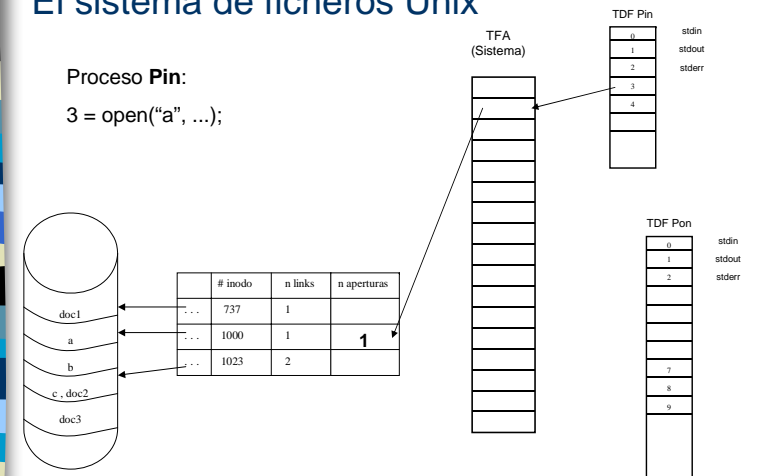 El sistema de ficheros Unix
Proceso Pin:
3 = open(“a”, ...);
TFA
(Sistema)
TDF Pin
0 stdin
1 stdout
2 stderr
3
4
TDF Pon
0 stdin
1 stdout
2 stderr
7
8
9
# inodo n links n aperturas
. . . 737 1
. . . 1000 1 1
. . . 1023 2
doc1
a
b
c , doc2
doc3